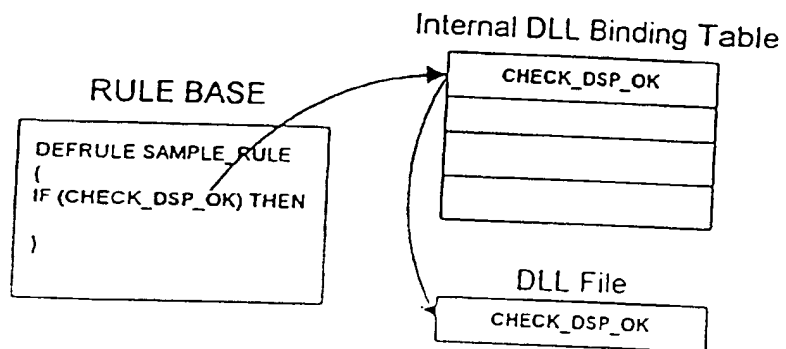 Internal DLL Binding Table
CHECK_DSP_OK
RULE BASE
DEFRULE SAMPLE_RULE
(
IF (CHECK_DSP_OK) THEN
)
DLL File
CHECK_DSP_OK